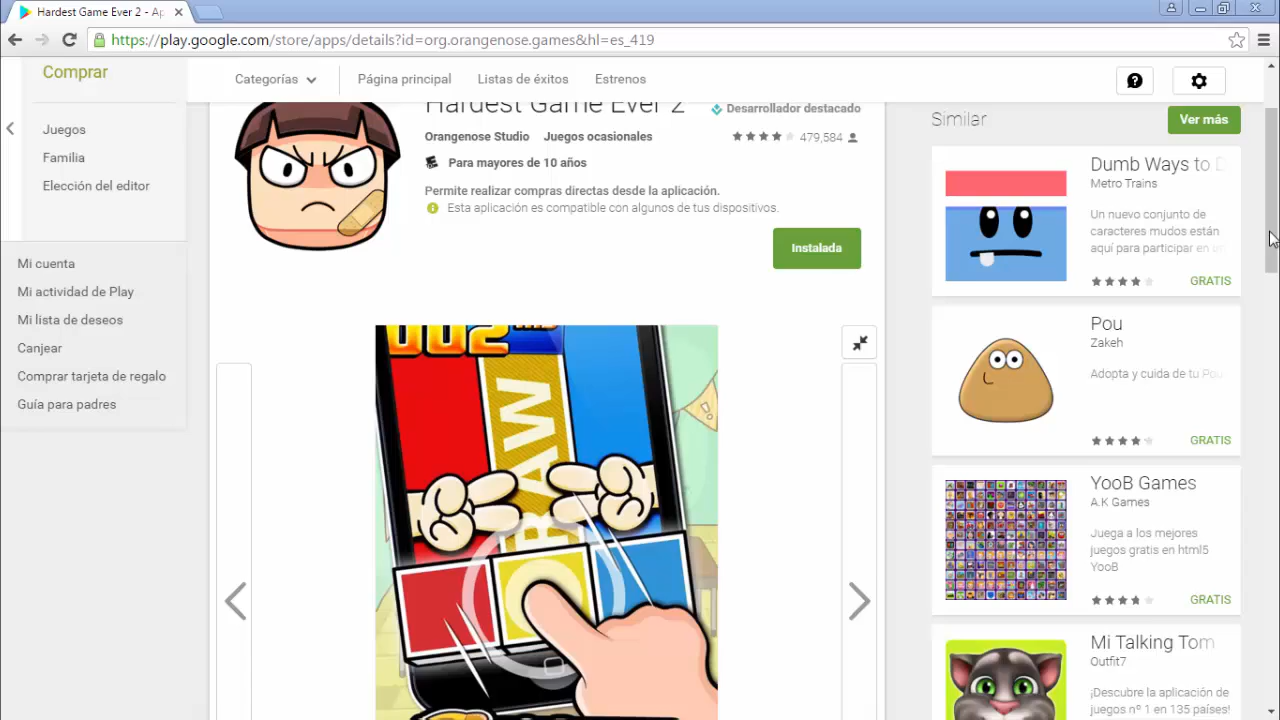 Hardest Game Ever 2 - Ap
https://play.google.com/store/apps/details?id=org.orangenose.games&hl=es_419
Comprar
Categorías
Página principal
Listas de éxitos
Estrenos
Juegos
Familia
Elección del editor
Mi cuenta
Mi actividad de Play
Mi lista de deseos
Canjear
Comprar tarjeta de regalo
Guía para padres
Hardest Game Ever 2
Desarrollador destacado
Orangenose Studio Juegos ocasionales
479,584
Para mayores de 10 años
Permite realizar compras directas desde la aplicación.
Esta aplicación es compatible con algunos de tus dispositivos.
Instalada
002
DRAW
Similar
Ver más
Dumb Ways to D
Metro Trains
Un nuevo conjunto de
caracteres mudos están
aquí para participar en un
GRATIS
Pou
Zakeh
Adopta y cuida de tu Pou
GRATIS
YooB Games
A.K Games
Juega a los mejores
juegos gratis en html5
YooB
GRATIS
Mi Talking Tom
Outfit7
¡Descubre la aplicación de
juegos nº 1 en 135 países!